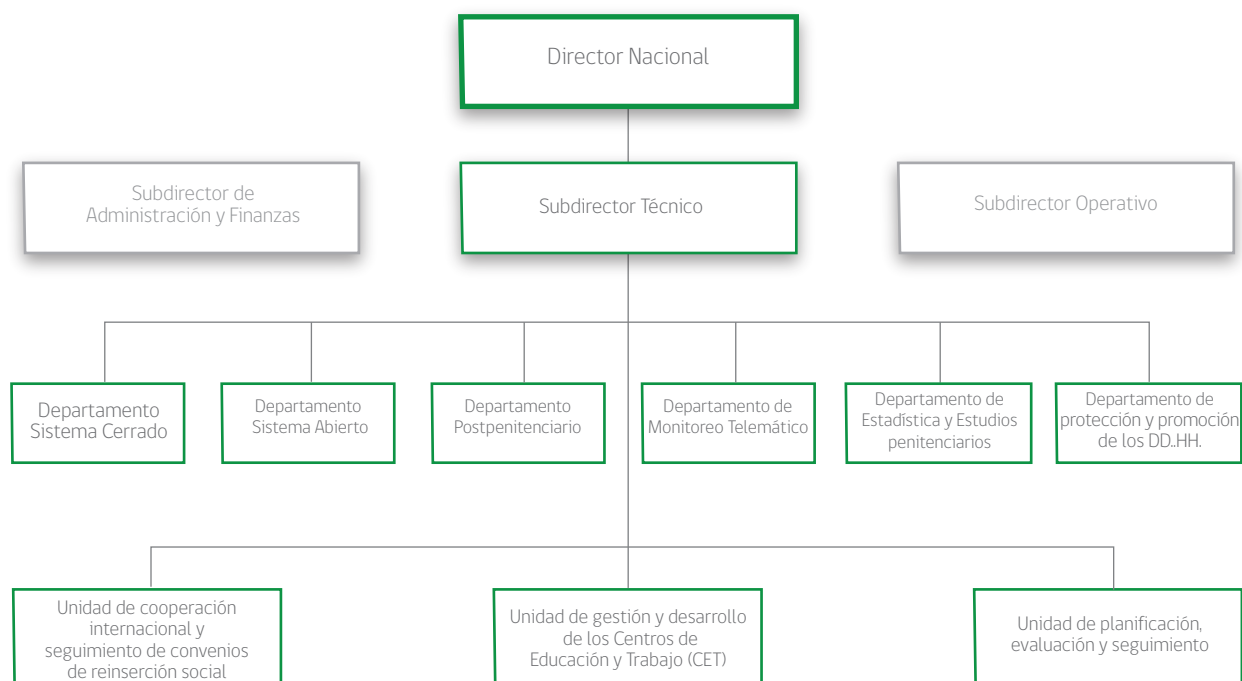 Director Nacional
Subdirector de
Administración y Finanzas
Subdirector Técnico
Subdirector Operativo
Departamento
Sistema Cerrado
Departamento
Sistema Abierto
Departamento
Postpenitenciario
Departamento de
Monitoreo Telemático
Departamento de
Estadística y Estudios
penitenciarios
Departamento de
protección y promoción
de los DD..HH.
Unidad de cooperación
internacional y
seguimiento de convenios
de reinserción social
Unidad de gestión y desarrollo
de los Centros de
Educación y Trabajo (CET)
Unidad de planificación,
evaluación y seguimiento